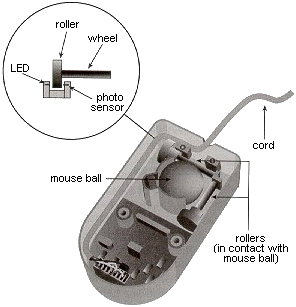 roller
wheel
LED
photo
sensor
cord
mouse ball
rollers
(in contact with
mouse ball)